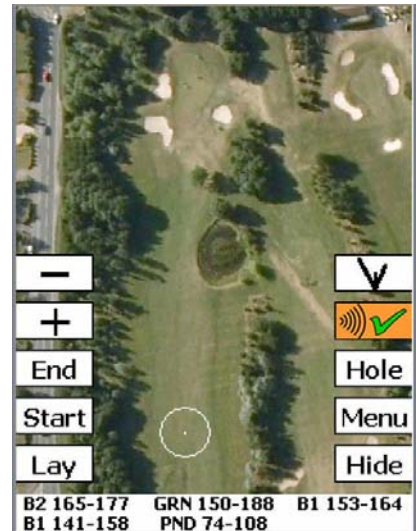 −
+
End
Start
Lay
V
Hole
Menu
Hide
B2 165-177 GRN 150-188 B1 153-164
B1 141-158 PND 74-108